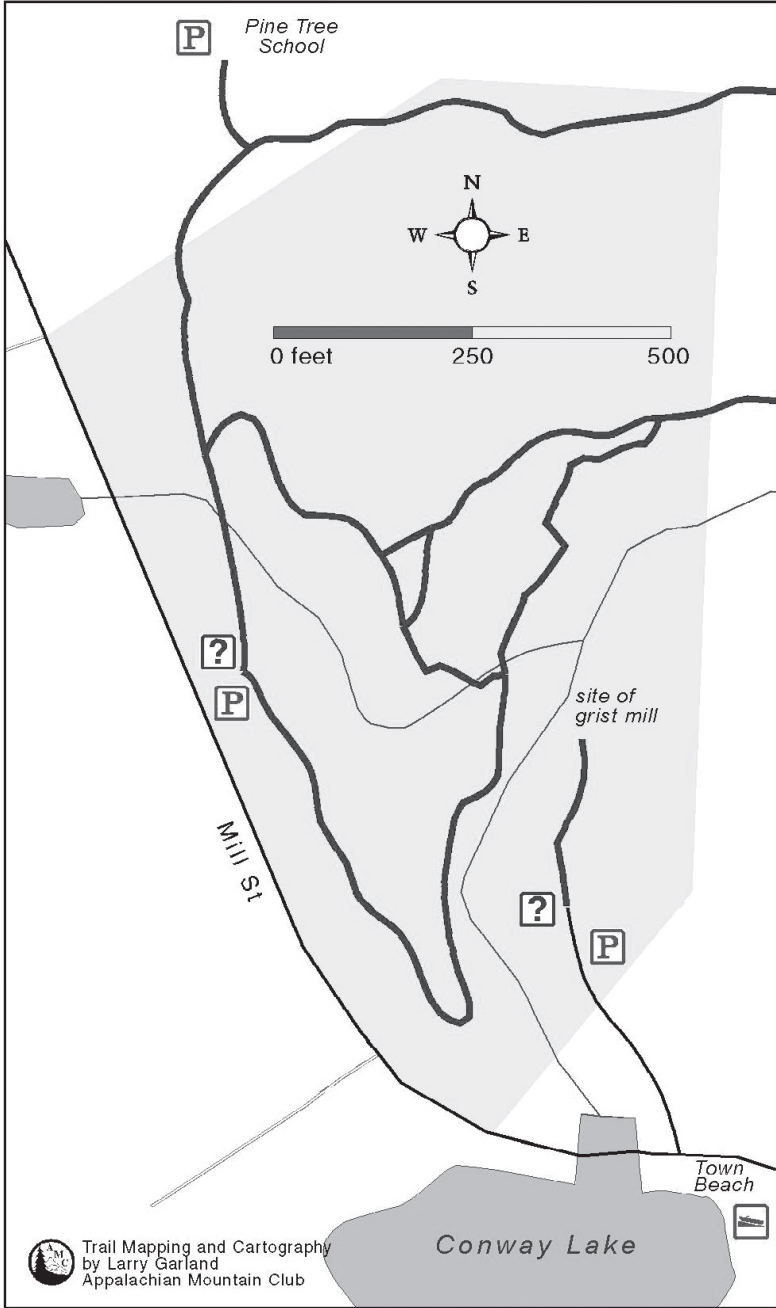 P
Pine Tree
School
N
W E
S
0 feet 250 500
?
P
site of
grist mill
Mill St
?
P
Town
Beach
Conway Lake
AMC
Trail Mapping and Cartography
by Larry Garland
Appalachian Mountain Club